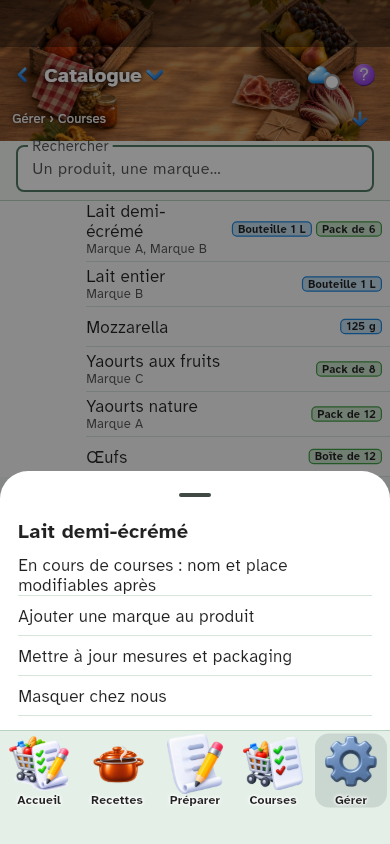 Catalogue
?
Gérer › Courses
Rechercher
Un produit, une marque...
Lait demi-
écrémé
Bouteille 1 L
Pack de 6
Marque A, Marque B
Lait entier
Marque B
Bouteille 1 L
Mozzarella
125 g
Yaourts aux fruits
Marque C
Pack de 8
Yaourts nature
Marque A
Pack de 12
Œufs
Boîte de 12
Lait demi-écrémé
En cours de courses : nom et place
modifiables après
Ajouter une marque au produit
Mettre à jour mesures et packaging
Masquer chez nous
Accueil
Recettes
Préparer
Courses
Gérer